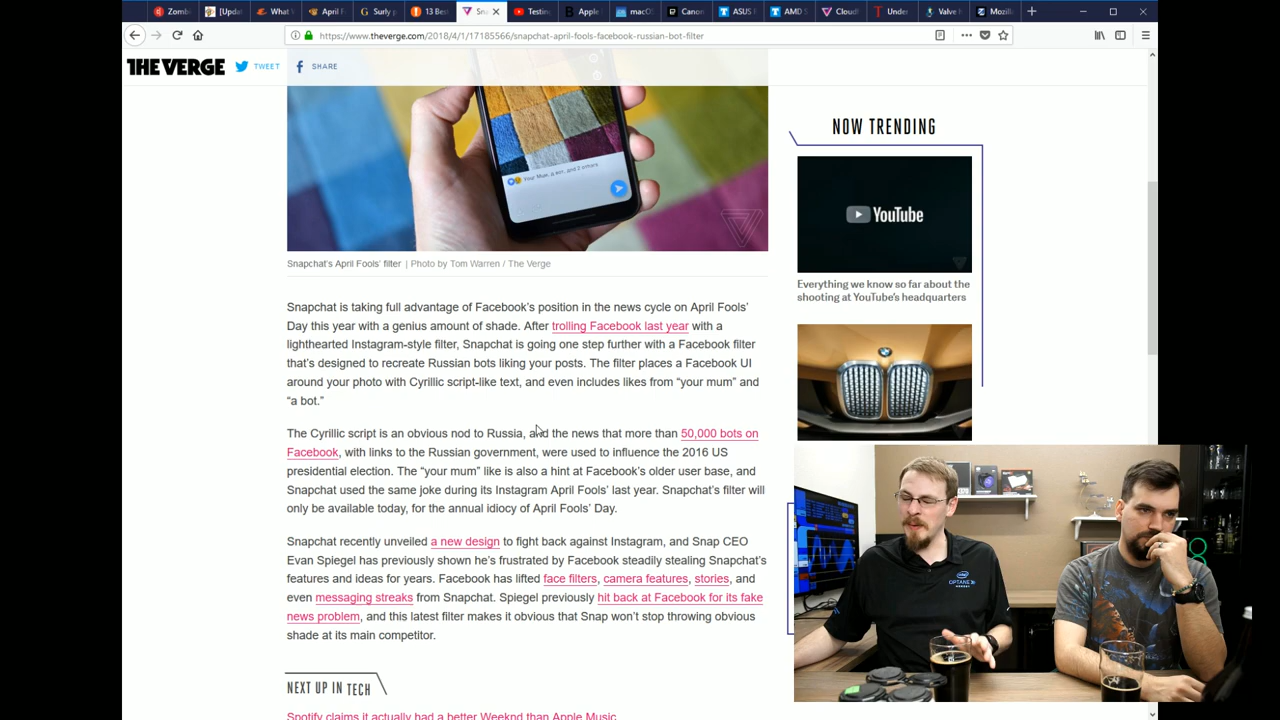 Zomb
[Upda
What
April F
Surly p
13 Bes
Sna
Testin
Apple
macO
Canon
ASUS F
AMD S
Cloudf
Under
Valve h
Mozill
https://www.theverge.com/2018/4/1/17185566/snapchat-april-fools-facebook-russian-bot-filter
THE VERGE
TWEET
SHARE
NOW TRENDING
YouTube
Everything we know so far about the
shooting at YouTube's headquarters
Snapchat's April Fools' filter | Photo by Tom Warren / The Verge
Snapchat is taking full advantage of Facebook's position in the news cycle on April Fools'
Day this year with a genius amount of shade. After trolling Facebook last year with a
lighthearted Instagram-style filter, Snapchat is going one step further with a Facebook filter
that's designed to recreate Russian bots liking your posts. The filter places a Facebook UI
around your photo with Cyrillic script-like text, and even includes likes from “your mum” and
“a bot.”
The Cyrillic script is an obvious nod to Russia, and the news that more than 50,000 bots on
Facebook, with links to the Russian government, were used to influence the 2016 US
presidential election. The “your mum” like is also a hint at Facebook's older user base, and
Snapchat used the same joke during its Instagram April Fools' last year. Snapchat's filter will
only be available today, for the annual idiocy of April Fools' Day.
Snapchat recently unveiled a new design to fight back against Instagram, and Snap CEO
Evan Spiegel has previously shown he's frustrated by Facebook steadily stealing Snapchat's
features and ideas for years. Facebook has lifted face filters, camera features, stories, and
even messaging streaks from Snapchat. Spiegel previously hit back at Facebook for its fake
news problem, and this latest filter makes it obvious that Snap won't stop throwing obvious
shade at its main competitor.
NEXT UP IN TECH
Spotify claims it actually had a better Weeknd than Apple Music
intel
OPTANE